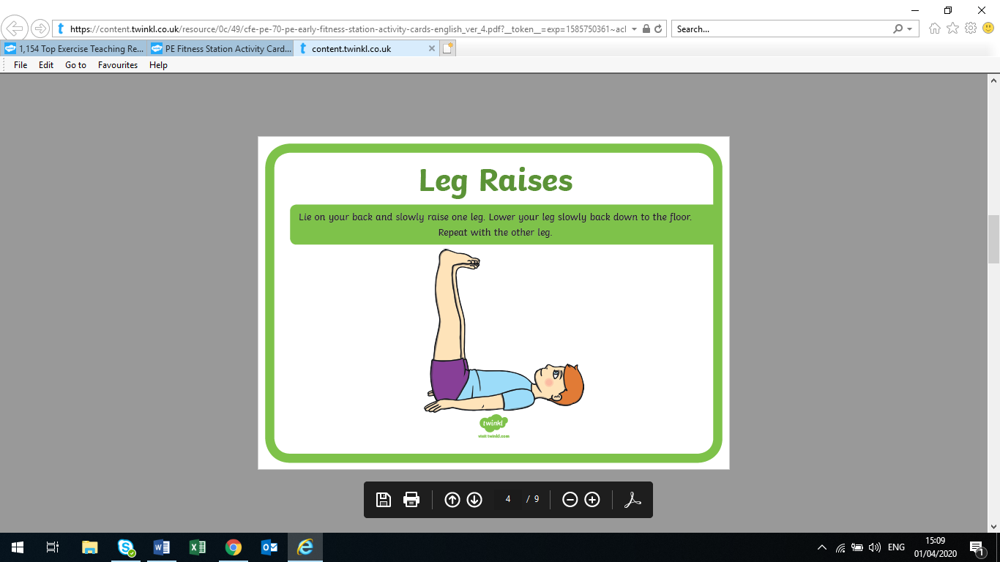 https://content.twinkl.co.uk/resource/0c/49/cfe-pe-70-pe-early-fitness-station-activity-cards-english_ver_4.pdf?__token__=exp=1585750361~acl
Search...
1,154 Top Exercise Teaching Re...
PE Fitness Station Activity Card...
content.twinkl.co.uk
File Edit Go to Favourites Help
Leg Raises
Lie on your back and slowly raise one leg. Lower your leg slowly back down to the floor.
Repeat with the other leg.
twinkl
visit twinkl.com
4 / 9
ENG
15:09
01/04/2020
1